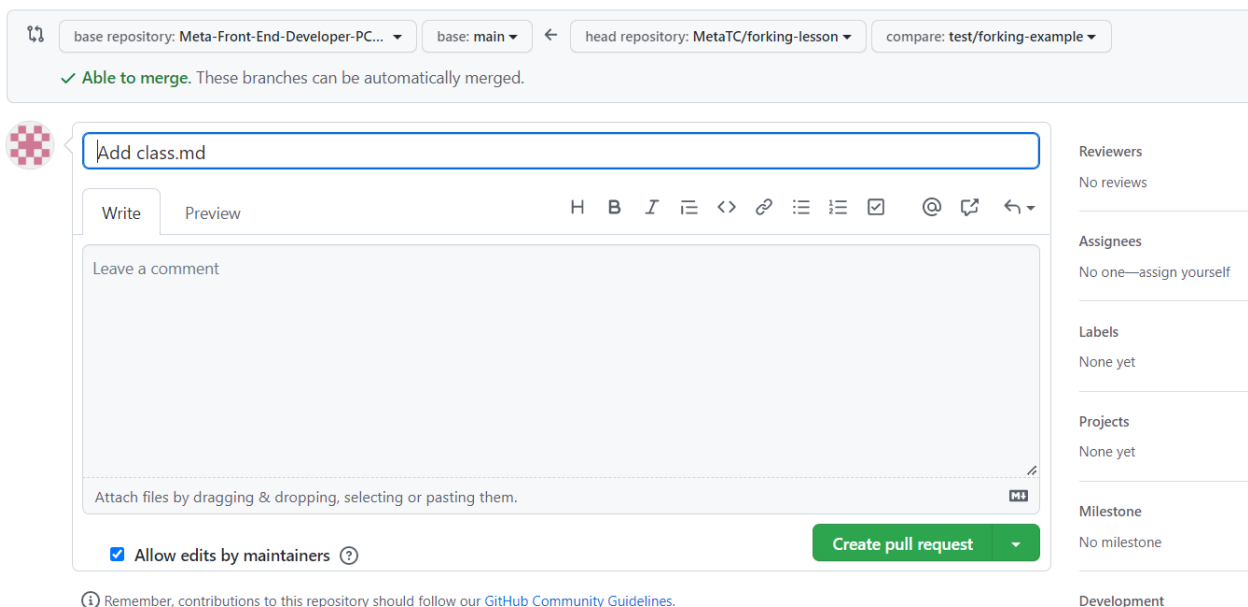 base repository: Meta-Front-End-Developer-PC... base: main head repository: MetaTC/forking-lesson compare: test/forking-example
Able to merge. These branches can be automatically merged.
Add class.md
Write Preview
Leave a comment
Attach files by dragging & dropping, selecting or pasting them.
Allow edits by maintainers
Create pull request
Remember, contributions to this repository should follow our GitHub Community Guidelines.
Reviewers
No reviews
Assignees
No one—assign yourself
Labels
None yet
Projects
None yet
Milestone
No milestone
Development